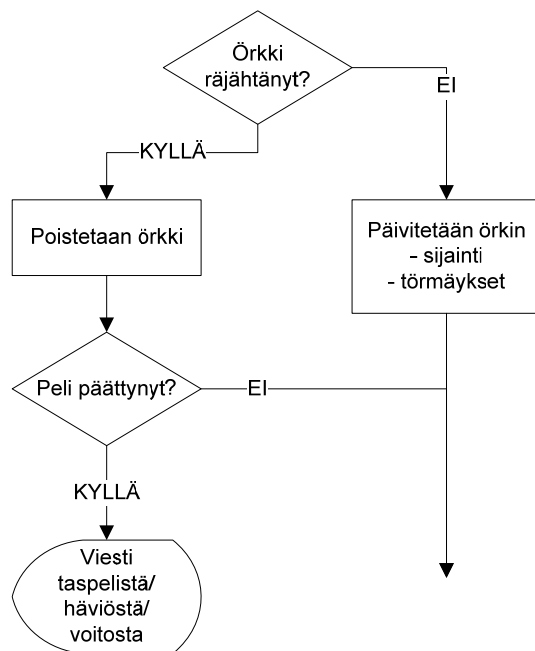 Örkki
räjähtänyt?
EI
KYLLÄ
Poistetaan örkki
Päivitetään örkin
- sijainti
- törmäykset
Peli päättynyt?
EI
KYLLÄ
Viesti
taspelistä/
häviöstä/
voitosta